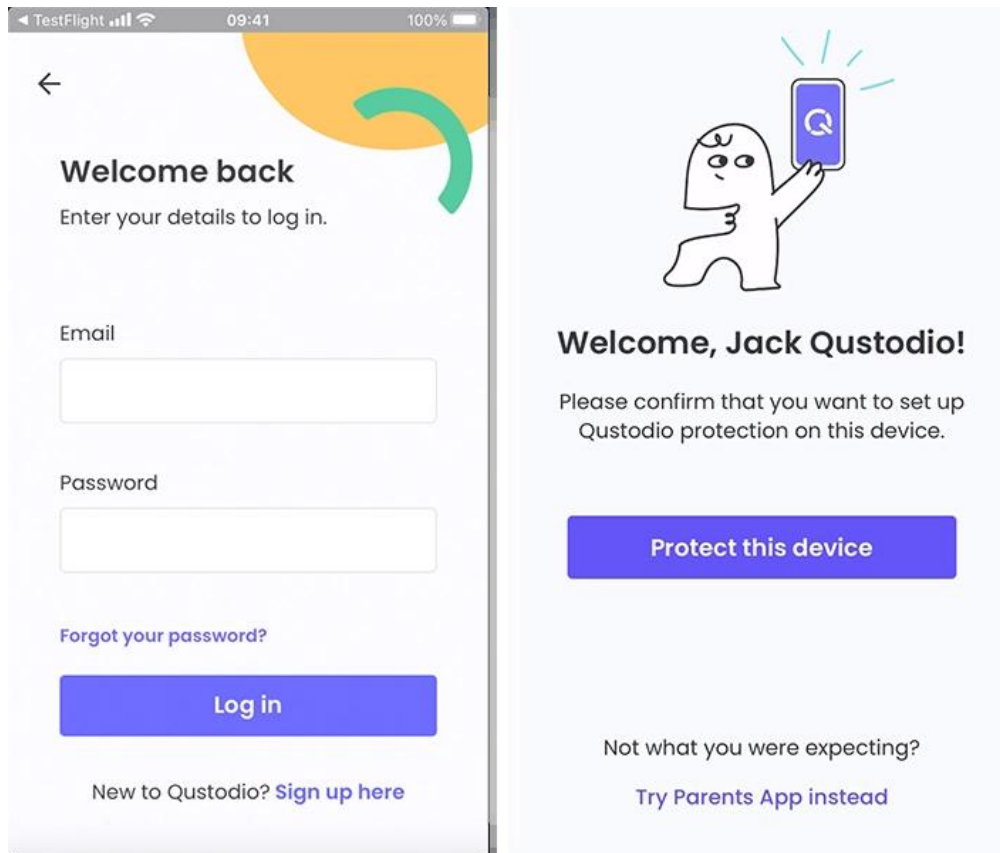 TestFlight 09:41 100%
Welcome back
Enter your details to log in.
Email
Password
Forgot your password?
Log in
New to Qustodio? Sign up here
Welcome, Jack Qustodio!
Please confirm that you want to set up
Qustodio protection on this device.
Protect this device
Not what you were expecting?
Try Parents App instead